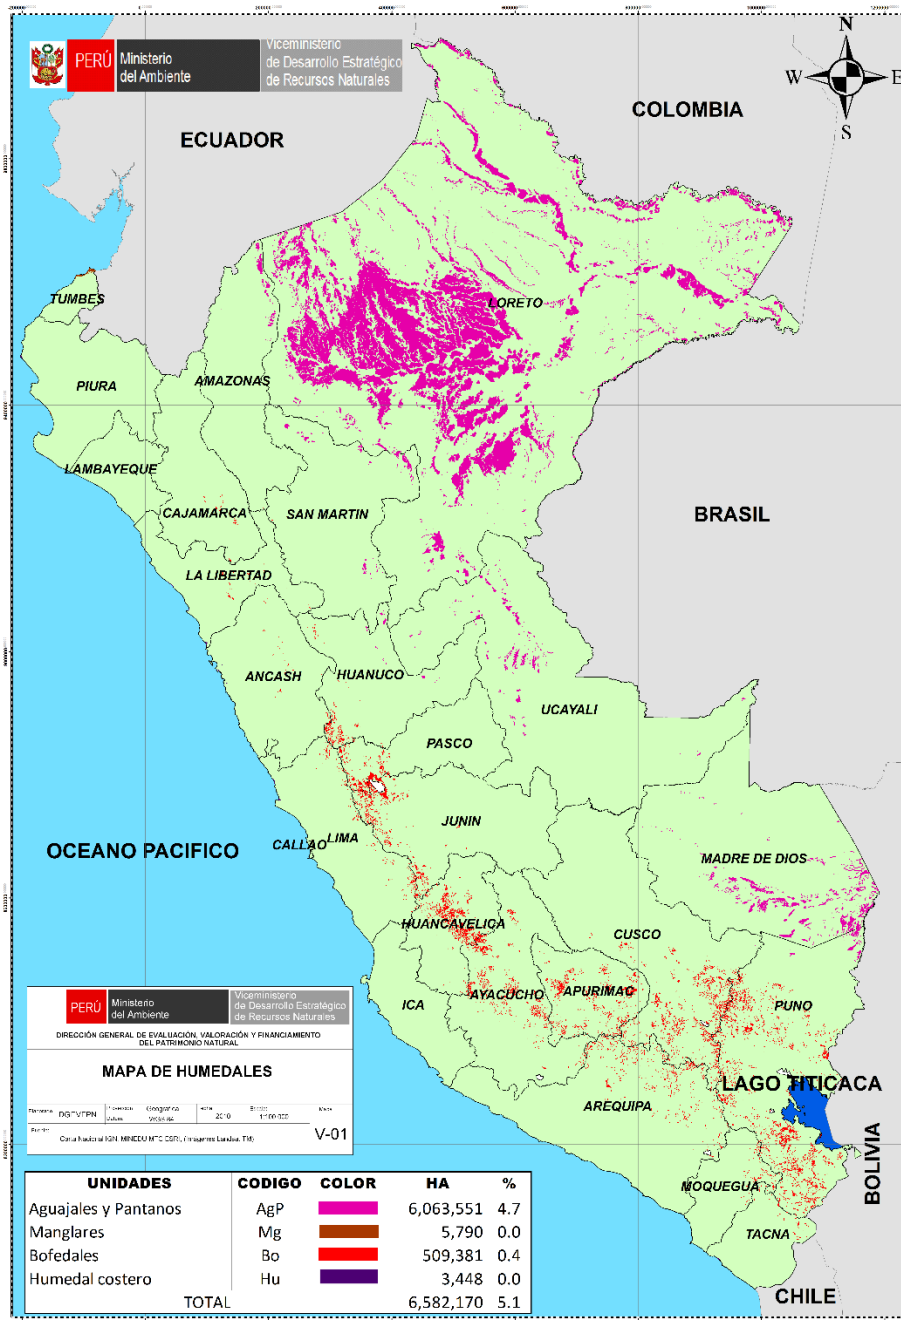 PERÚ
Ministerio
del Ambiente
Viceministerio
de Desarrollo Estratégico
de Recursos Naturales
N
W
E
S
COLOMBIA
ECUADOR
TUMBES
LORETO
PIURA
AMAZONAS
LAMBAYEQUE
CAJAMARCA
SAN MARTIN
BRASIL
LA LIBERTAD
ANCASH
HUANUCO
UCAYALI
PASCO
JUNIN
OCEANO PACIFICO
CALLAO
LIMA
MADRE DE DIOS
HUANCAVELICA
CUSCO
ICA
AYACUCHO
APURIMAC
PUNO
LAGO TITICACA
AREQUIPA
BOLIVIA
MOQUEGUA
TACNA
CHILE
PERÚ
Ministerio
del Ambiente
Viceministerio
de Desarrollo Estratégico
de Recursos Naturales
DIRECCIÓN GENERAL DE EVALUACIÓN, VALORACIÓN Y FINANCIAMIENTO
DEL PATRIMONIO NATURAL
MAPA DE HUMEDALES
Geografica
V-01
UNIDADES CODIGO COLOR HA %
Aguajales y Pantanos AgP 6,063,551 4.7
Manglares Mg 5,790 0.0
Bofedales Bo 509,381 0.4
Humedal costero Hu 3,448 0.0
TOTAL 6,582,170 5.1